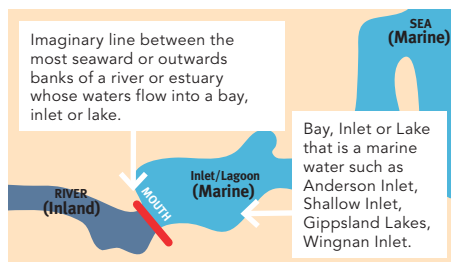 Imaginary line between the
most seaward or outwards
banks of a river or estuary
whose waters flow into a bay,
inlet or lake.
SEA
(Marine)
Bay, Inlet or Lake
that is a marine
water such as
Anderson Inlet,
Shallow Inlet,
Gippsland Lakes,
Wingnan Inlet.
Inlet/Lagoon
(Marine)
MOUTH
RIVER
(Inland)